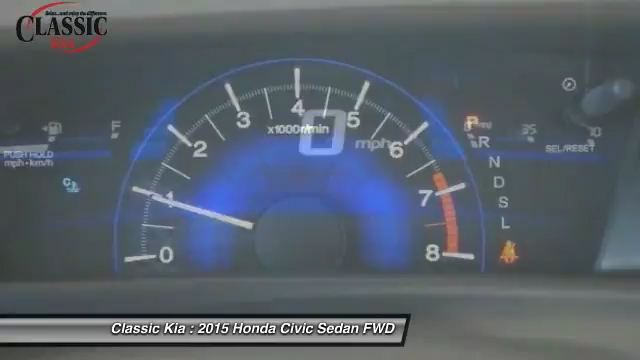 CLASSIC
KIA
3 4 5
x1000r/min
0
mph
2 6
1 7
0 8
PUSH HOLD
mph↔km/h
C
E
F
P
R
N
D
S
L
SEL/RESET
Classic Kia : 2015 Honda Civic Sedan FWD